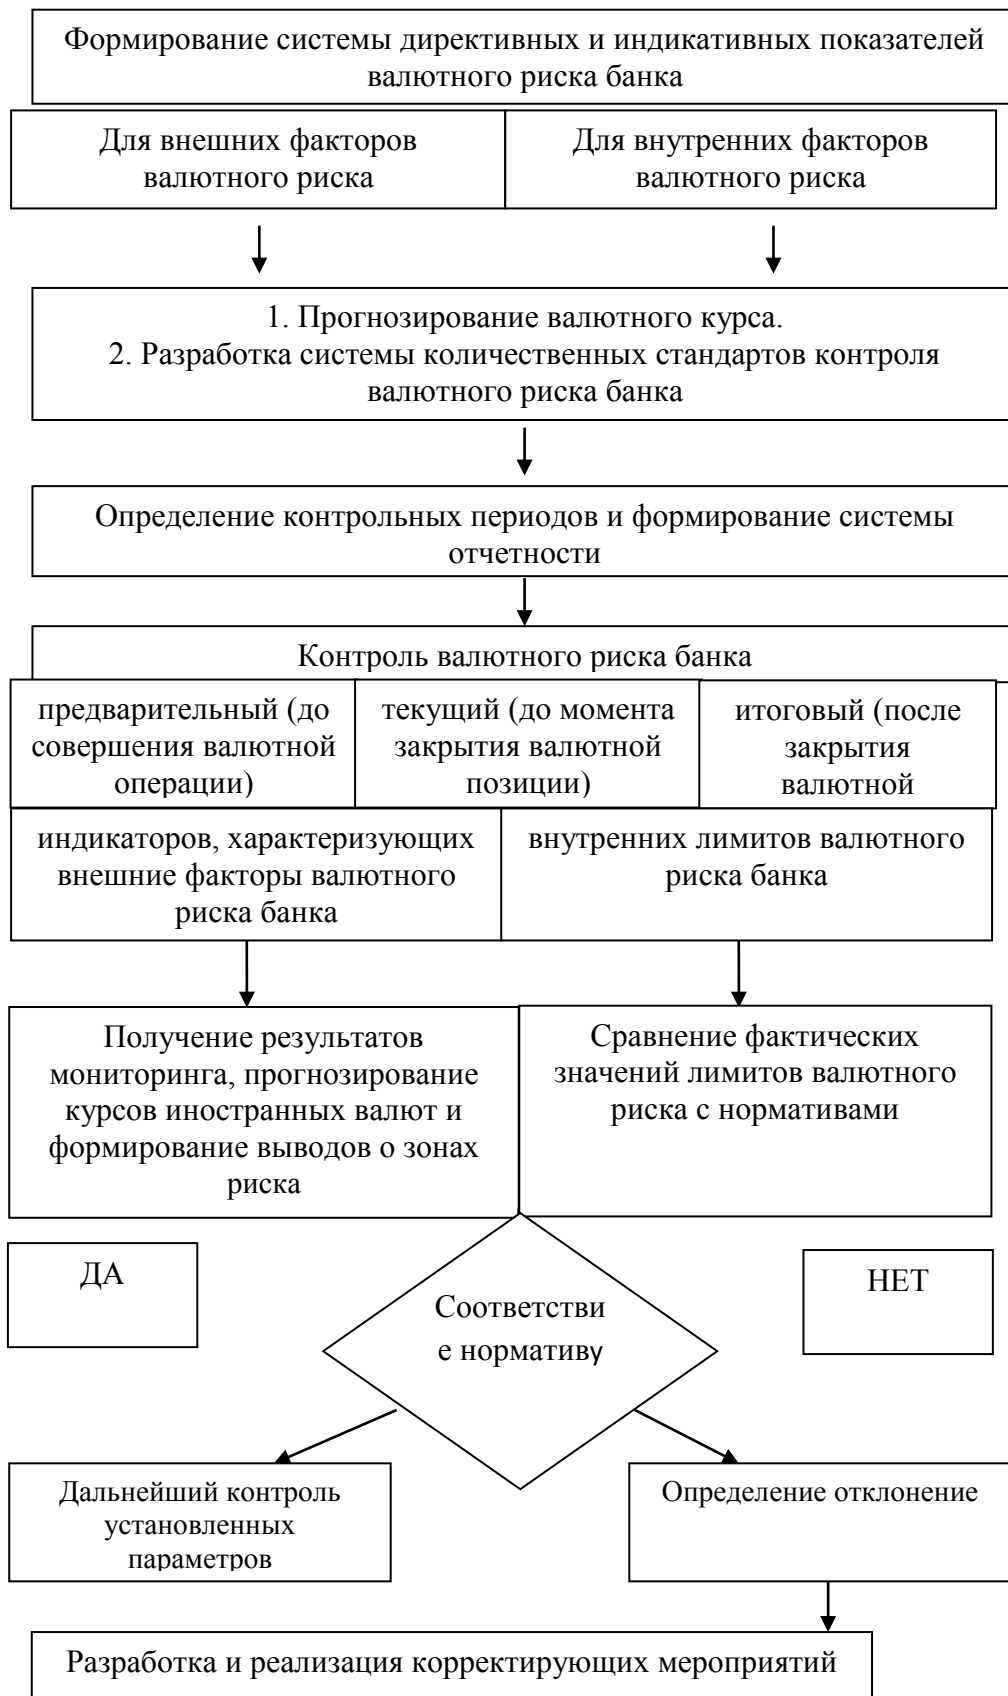 Формирование системы директивных и индикативных показателей
валютного риска банка
Для внешних факторов
валютного риска
Для внутренних факторов
валютного риска
1. Прогнозирование валютного курса.
2. Разработка системы количественных стандартов контроля
валютного риска банка
Определение контрольных периодов и формирование системы
отчетности
Контроль валютного риска банка
предварительный (до
совершения валютной
операции)
текущий (до момента
закрытия валютной
позиции)
итоговый (после
закрытия
валютной
индикаторов, характеризующих
внешние факторы валютного
риска банка
внутренних лимитов валютного
риска банка
Получение результатов
мониторинга, прогнозирование
курсов иностранных валют и
формирование выводов о зонах
риска
Сравнение фактических
значений лимитов валютного
риска с нормативами
ДА
Соответстви
е нормативу
НЕТ
Дальнейший контроль
установленных
параметров
Определение отклонение
Разработка и реализация корректирующих мероприятий